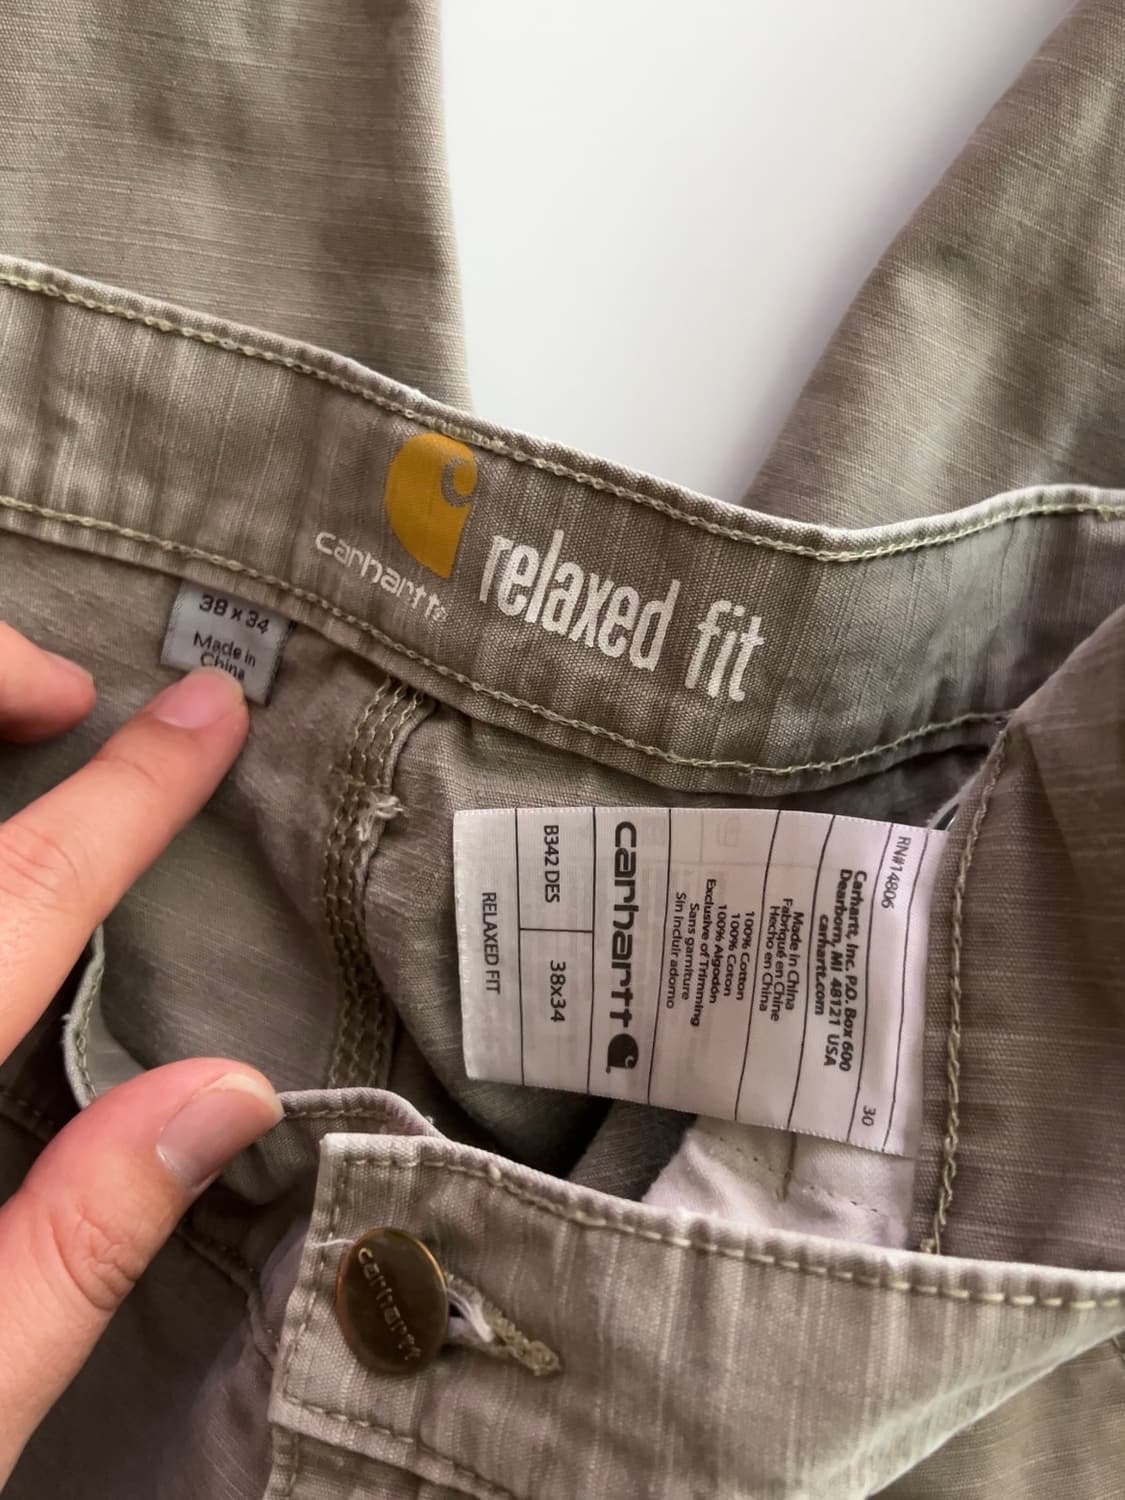 carhartt®
relaxed fit
38 x 34
Made in
China
RN#14806
30
Carhartt, Inc. P.O. Box 600
Dearborn, MI 48121 USA
carhartt.com
Made in China
Fabriqué en Chine
Hecho en China
100% Cotton
100% Coton
100% Algodón
Exclusive of Trimming
Sans garniture
Sin incluir adorno
carhartt
B342 DES
38x34
RELAXED FIT
carhartt